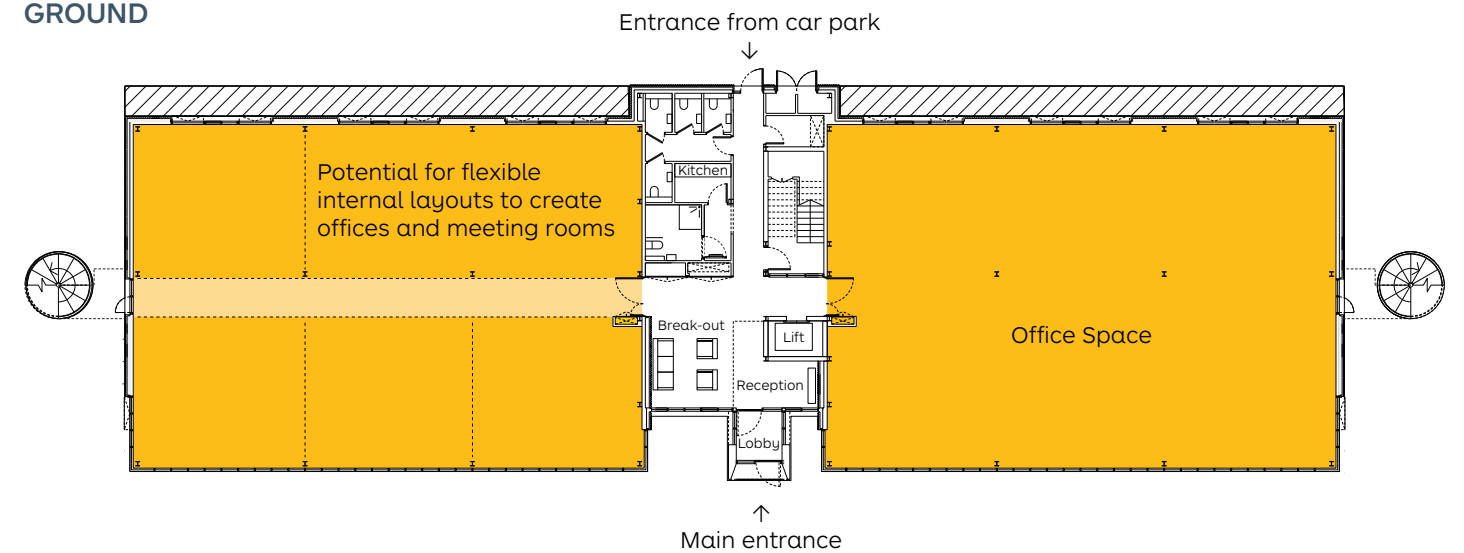 GROUND
Entrance from car park
Potential for flexible
internal layouts to create
offices and meeting rooms
Kitchen
Break-out
Lift
Office Space
Reception
Lobby
Main entrance